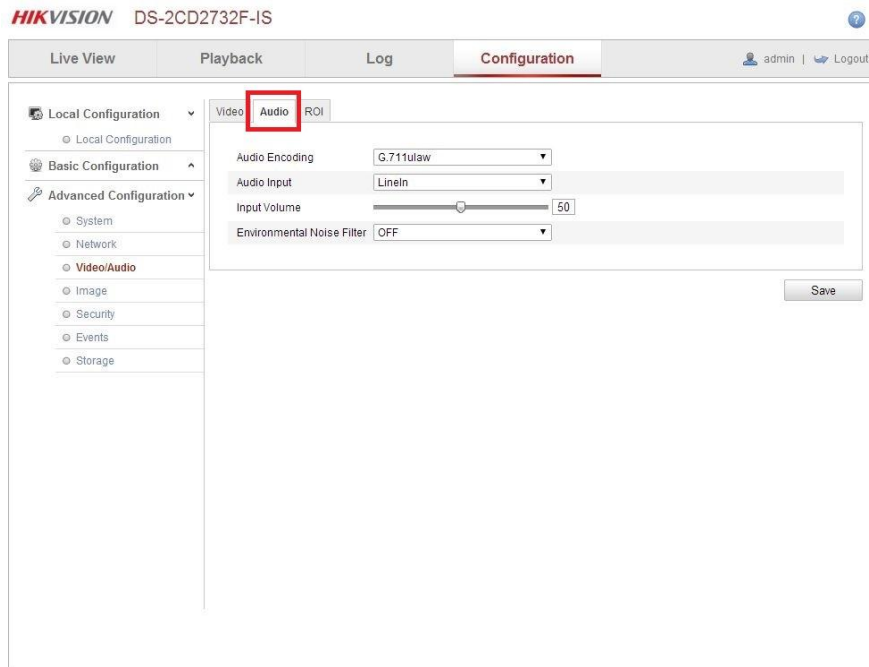 HIKVISION DS-2CD2732F-IS
Live View Playback Log Configuration admin | Logout
Local Configuration
Local Configuration
Basic Configuration
Advanced Configuration
System
Network
Video/Audio
Image
Security
Events
Storage
Video Audio ROI
Audio Encoding G.711ulaw
Audio Input LineIn
Input Volume 50
Environmental Noise Filter OFF
Save